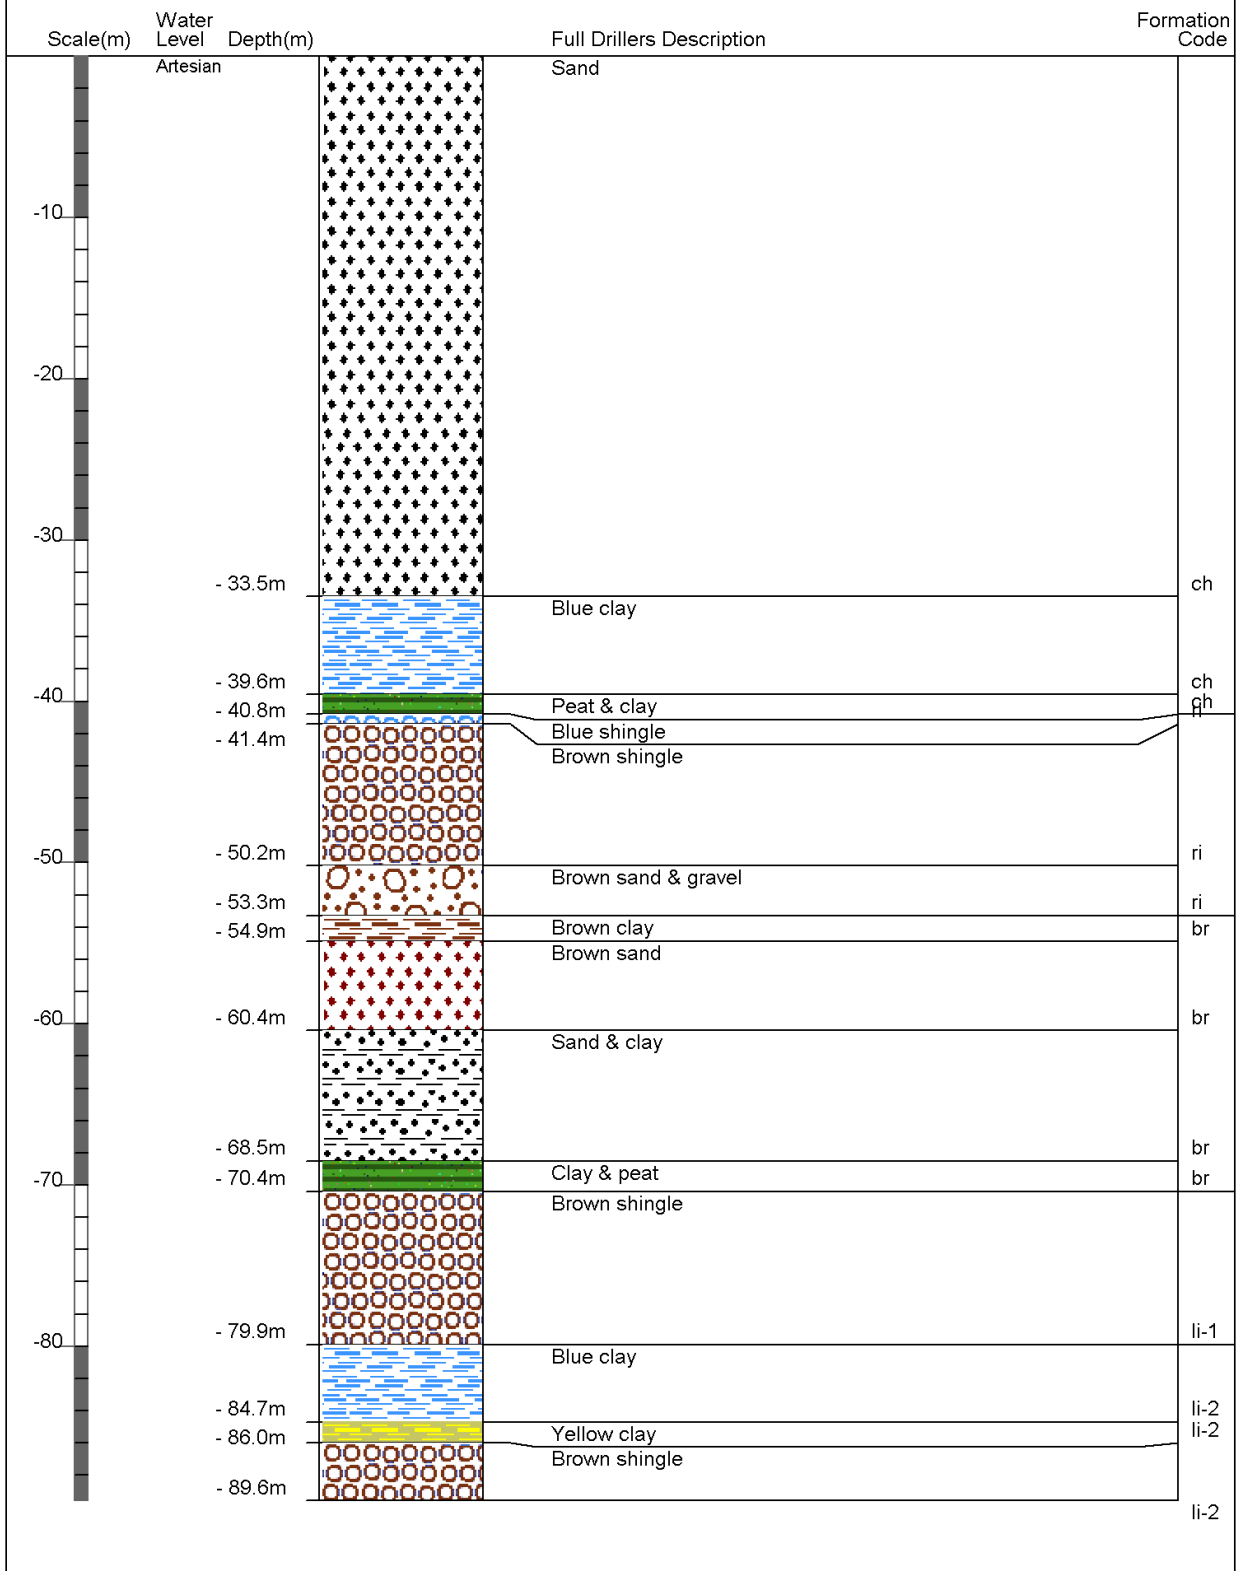 Scale(m) Water Level Depth(m) Full Drillers Description Formation Code
Artesian Sand
-10
-20
-30
- 33.5m ch
Blue clay
- 39.6m ch
-40
Peat & clay ch
- 40.8m ri
Blue shingle
- 41.4m
Brown shingle
-50
- 50.2m ri
Brown sand & gravel
- 53.3m ri
Brown clay br
- 54.9m
Brown sand
-60
- 60.4m br
Sand & clay
- 68.5m br
Clay & peat
-70
- 70.4m br
Brown shingle
- 79.9m li-1
-80
Blue clay
- 84.7m li-2
Yellow clay li-2
- 86.0m
Brown shingle
- 89.6m
li-2